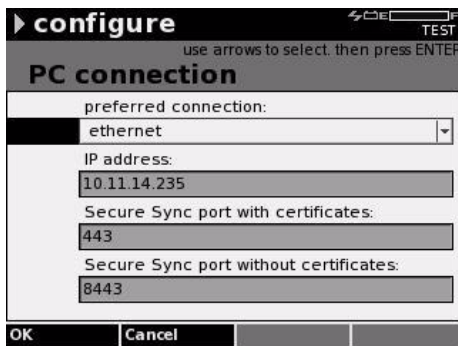 configure
E F
TEST
use arrows to select. then press ENTER
PC connection
preferred connection:
ethernet
IP address:
10.11.14.235
Secure Sync port with certificates:
443
Secure Sync port without certificates:
8443
OK Cancel